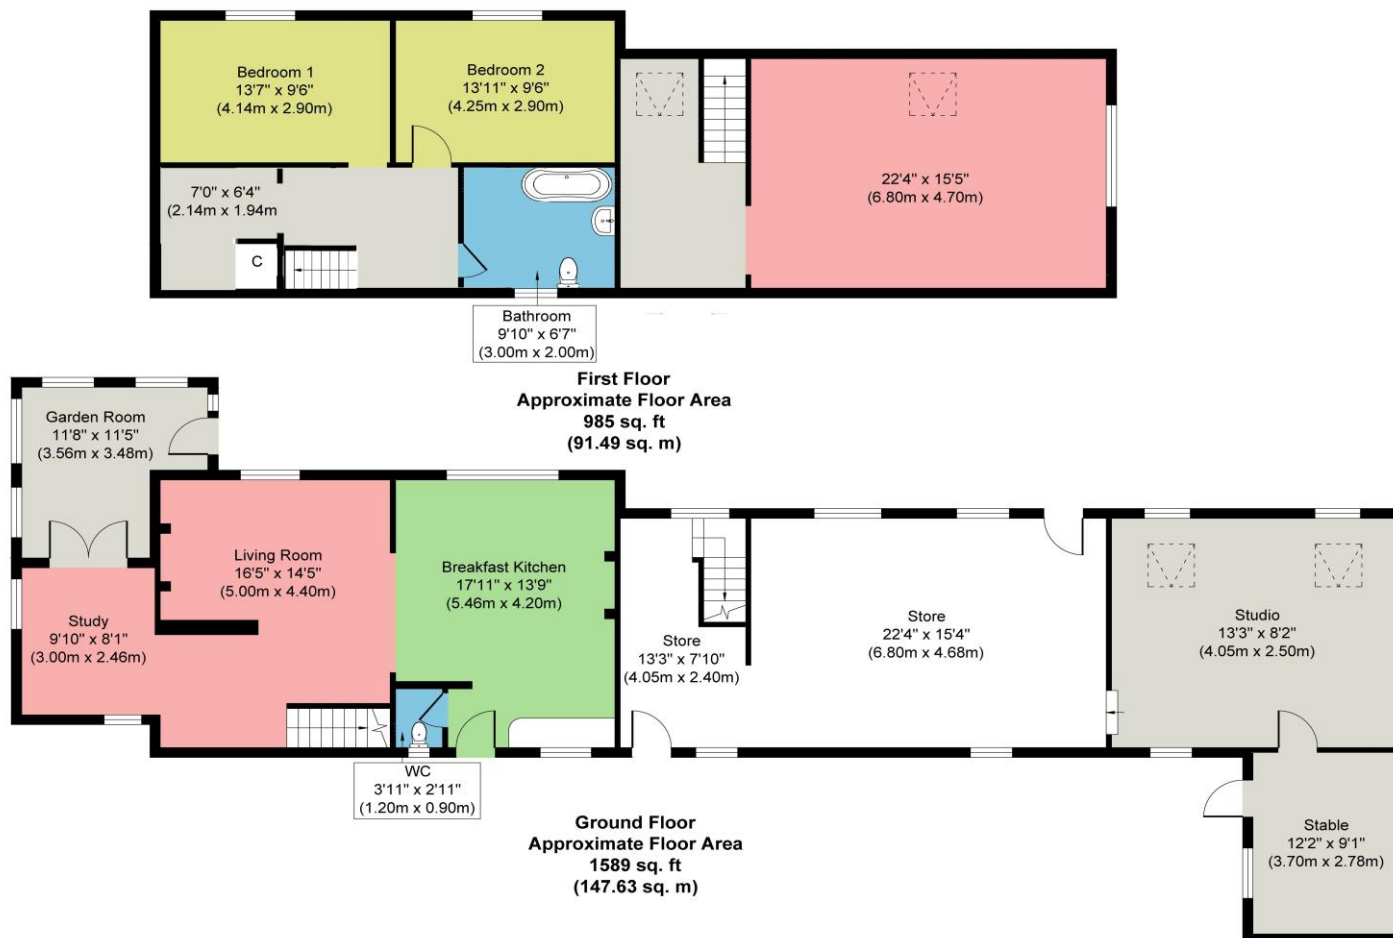 Bedroom 1
13'7" x 9'6"
(4.14m x 2.90m)
Bedroom 2
13'11" x 9'6"
(4.25m x 2.90m)
7'0" x 6'4"
(2.14m x 1.94m
C
22'4" x 15'5"
(6.80m x 4.70m)
Bathroom
9'10" x 6'7"
(3.00m x 2.00m)
First Floor
Approximate Floor Area
985 sq. ft
(91.49 sq. m)
Garden Room
11'8" x 11'5"
(3.56m x 3.48m)
Living Room
16'5" x 14'5"
(5.00m x 4.40m)
Breakfast Kitchen
17'11" x 13'9"
(5.46m x 4.20m)
Study
9'10" x 8'1"
(3.00m x 2.46m)
Store
13'3" x 7'10"
(4.05m x 2.40m)
Store
22'4" x 15'4"
(6.80m x 4.68m)
Studio
13'3" x 8'2"
(4.05m x 2.50m)
WC
3'11" x 2'11"
(1.20m x 0.90m)
Stable
12'2" x 9'1"
(3.70m x 2.78m)
Ground Floor
Approximate Floor Area
1589 sq. ft
(147.63 sq. m)